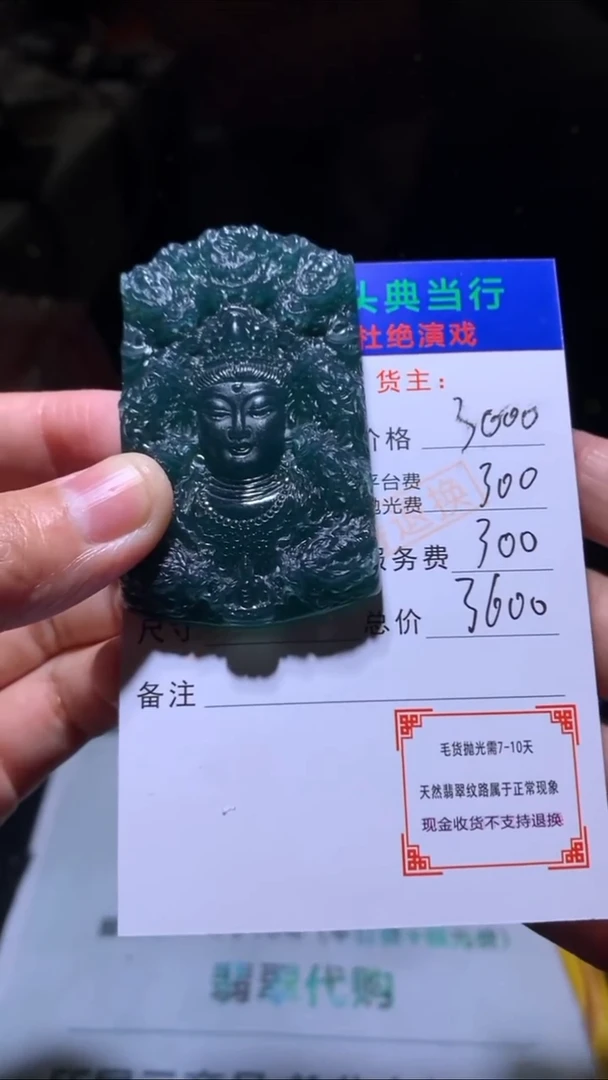 头典当行
杜绝演戏
货主：
价格 3000
平台费
抛光费 300
退换
服务费 300
尺寸 总价 3600
备注
毛货抛光需7-10天
天然翡翠纹路属于正常现象
现金收货不支持退换
翡翠代购